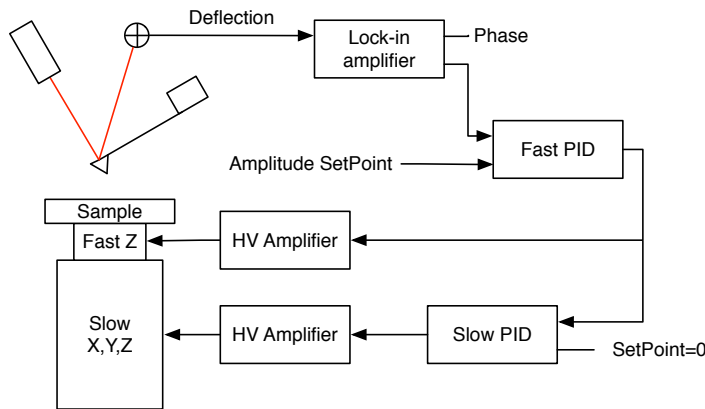 Deflection
Lock-in
amplifier
Phase
Fast PID
Amplitude SetPoint
Sample
Fast Z
HV Amplifier
Slow
X,Y,Z
HV Amplifier
Slow PID
SetPoint=0